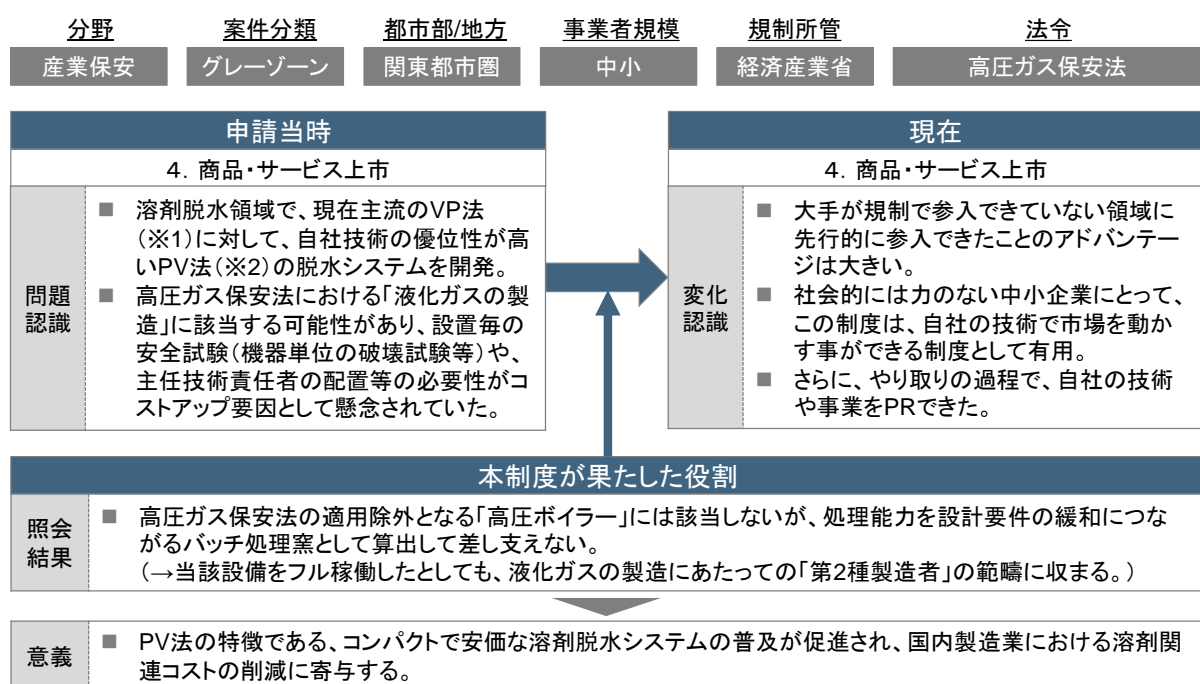 分野 案件分類 都市部/地方 事業者規模 規制所管 法令
産業保安 グレーゾーン 関東都市圏 中小 経済産業省 高圧ガス保安法
申請当時
4．商品・サービス上市
問題
認識
■ 溶剤脱水領域で、現在主流のVP法
（※1）に対して、自社技術の優位性が高
いPV法（※2）の脱水システムを開発。
■ 高圧ガス保安法における「液化ガスの製
造」に該当する可能性があり、設置毎の
安全試験（機器単位の破壊試験等）や、
主任技術責任者の配置等の必要性がコ
ストアップ要因として懸念されていた。
現在
4．商品・サービス上市
変化
認識
■ 大手が規制で参入できていない領域に
先行的に参入できたことのアドバンテー
ジは大きい。
■ 社会的には力のない中小企業にとって、
この制度は、自社の技術で市場を動か
す事ができる制度として有用。
■ さらに、やり取りの過程で、自社の技術
や事業をPRできた。
本制度が果たした役割
照会
結果
■ 高圧ガス保安法の適用除外となる「高圧ボイラー」には該当しないが、処理能力を設計要件の緩和につな
がるバッチ処理窯として算出して差し支えない。
（→当該設備をフル稼働したとしても、液化ガスの製造にあたっての「第2種製造者」の範疇に収まる。）
意義
■ PV法の特徴である、コンパクトで安価な溶剤脱水システムの普及が促進され、国内製造業における溶剤関
連コストの削減に寄与する。